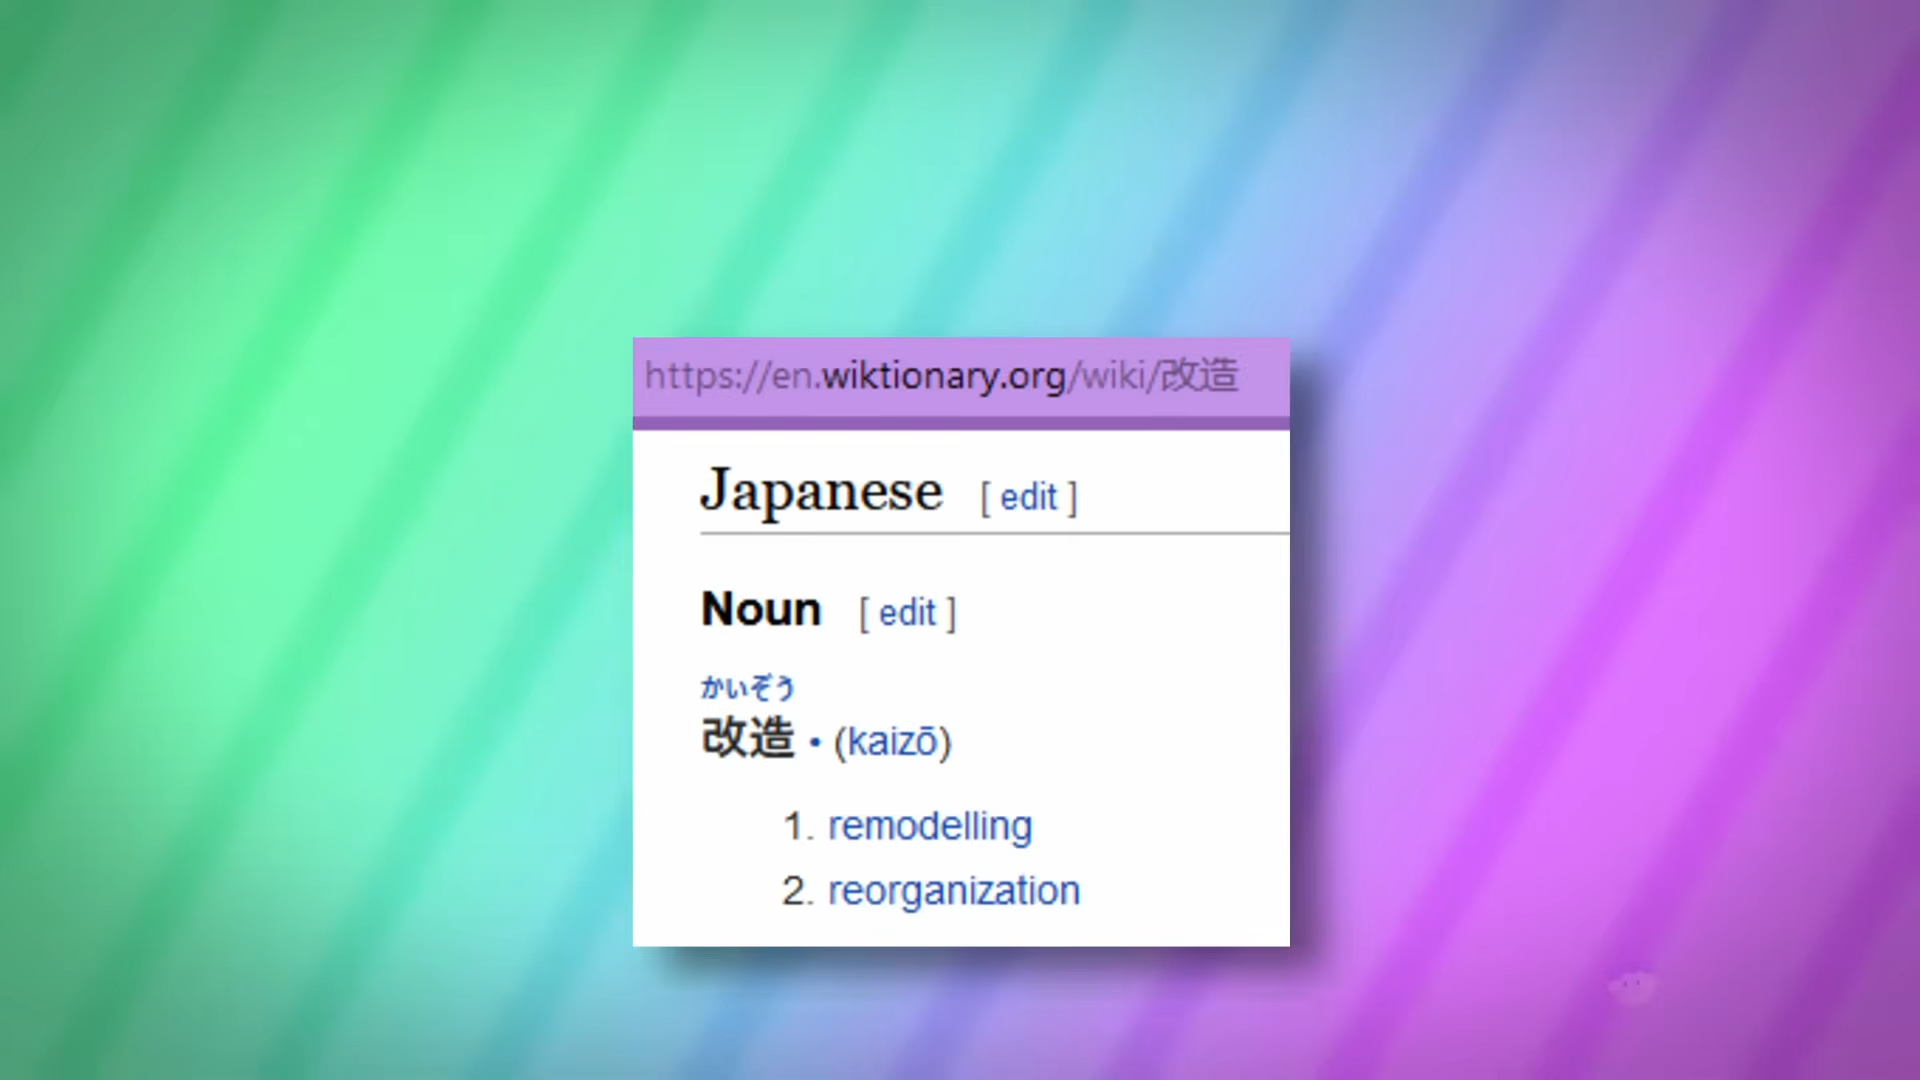 https://en.wiktionary.org/wiki/改造
Japanese [ edit ]
Noun [ edit ]
かいぞう
改造 • (kaizō)
1. remodelling
2. reorganization